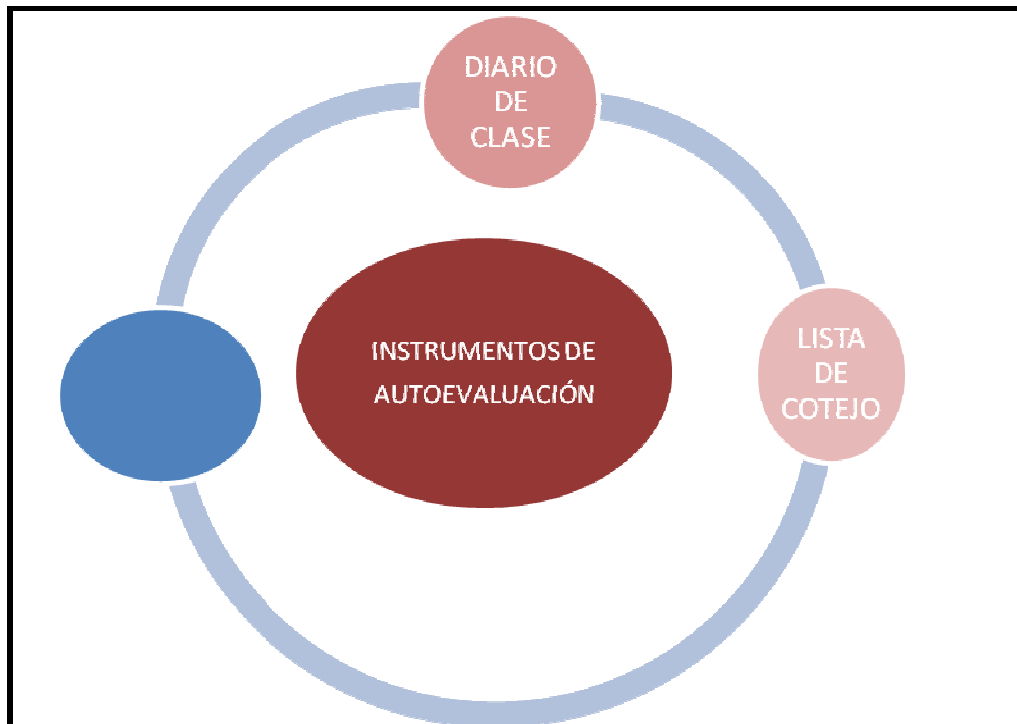 DIARIO
DE
CLASE
INSTRUMENTOS DE
AUTOEVALUACIÓN
LISTA
DE
COTEJO